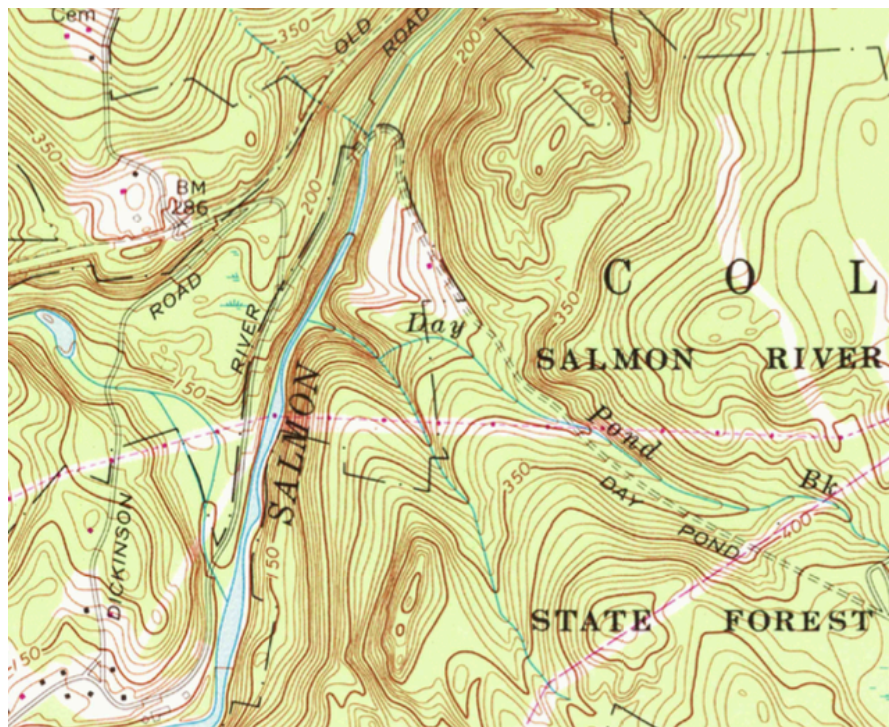 Cem
350
OLD ROAD
200
400
350
BM
286
200
ROAD
C O L
350
RIVER
Day
SALMON RIVER
150
SALMON
Pond
350
DAY
Bk
400
POND
150
DICKINSON
STATE FOREST
150